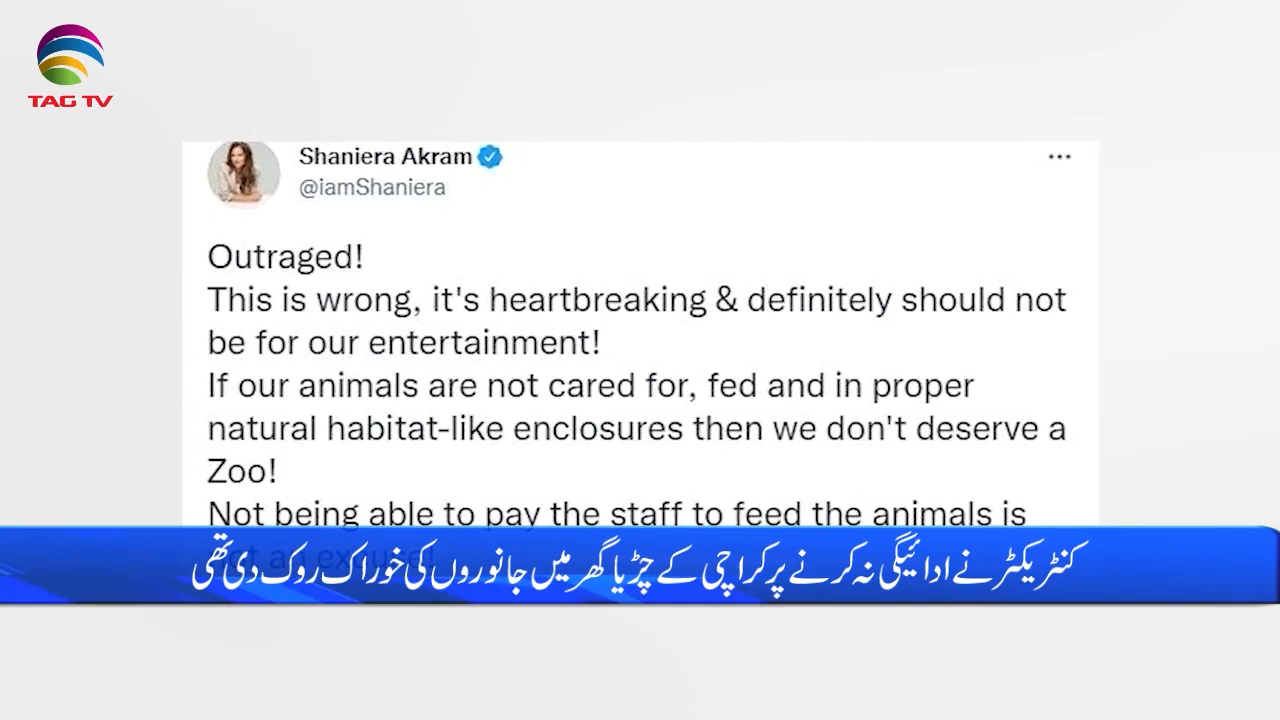 TAG TV
Shaniera Akram
@iamShaniera
Outraged!
This is wrong, it's heartbreaking & definitely should not
be for our entertainment!
If our animals are not cared for, fed and in proper
natural habitat-like enclosures then we don't deserve a
Zoo!
Not being able to pay the staff to feed the animals is
not an excuse!
کنٹریکٹر نے ادائیگی نہ کرنے پر کراچی کے چڑیا گھر میں جانوروں کی خوراک روک دی تھی